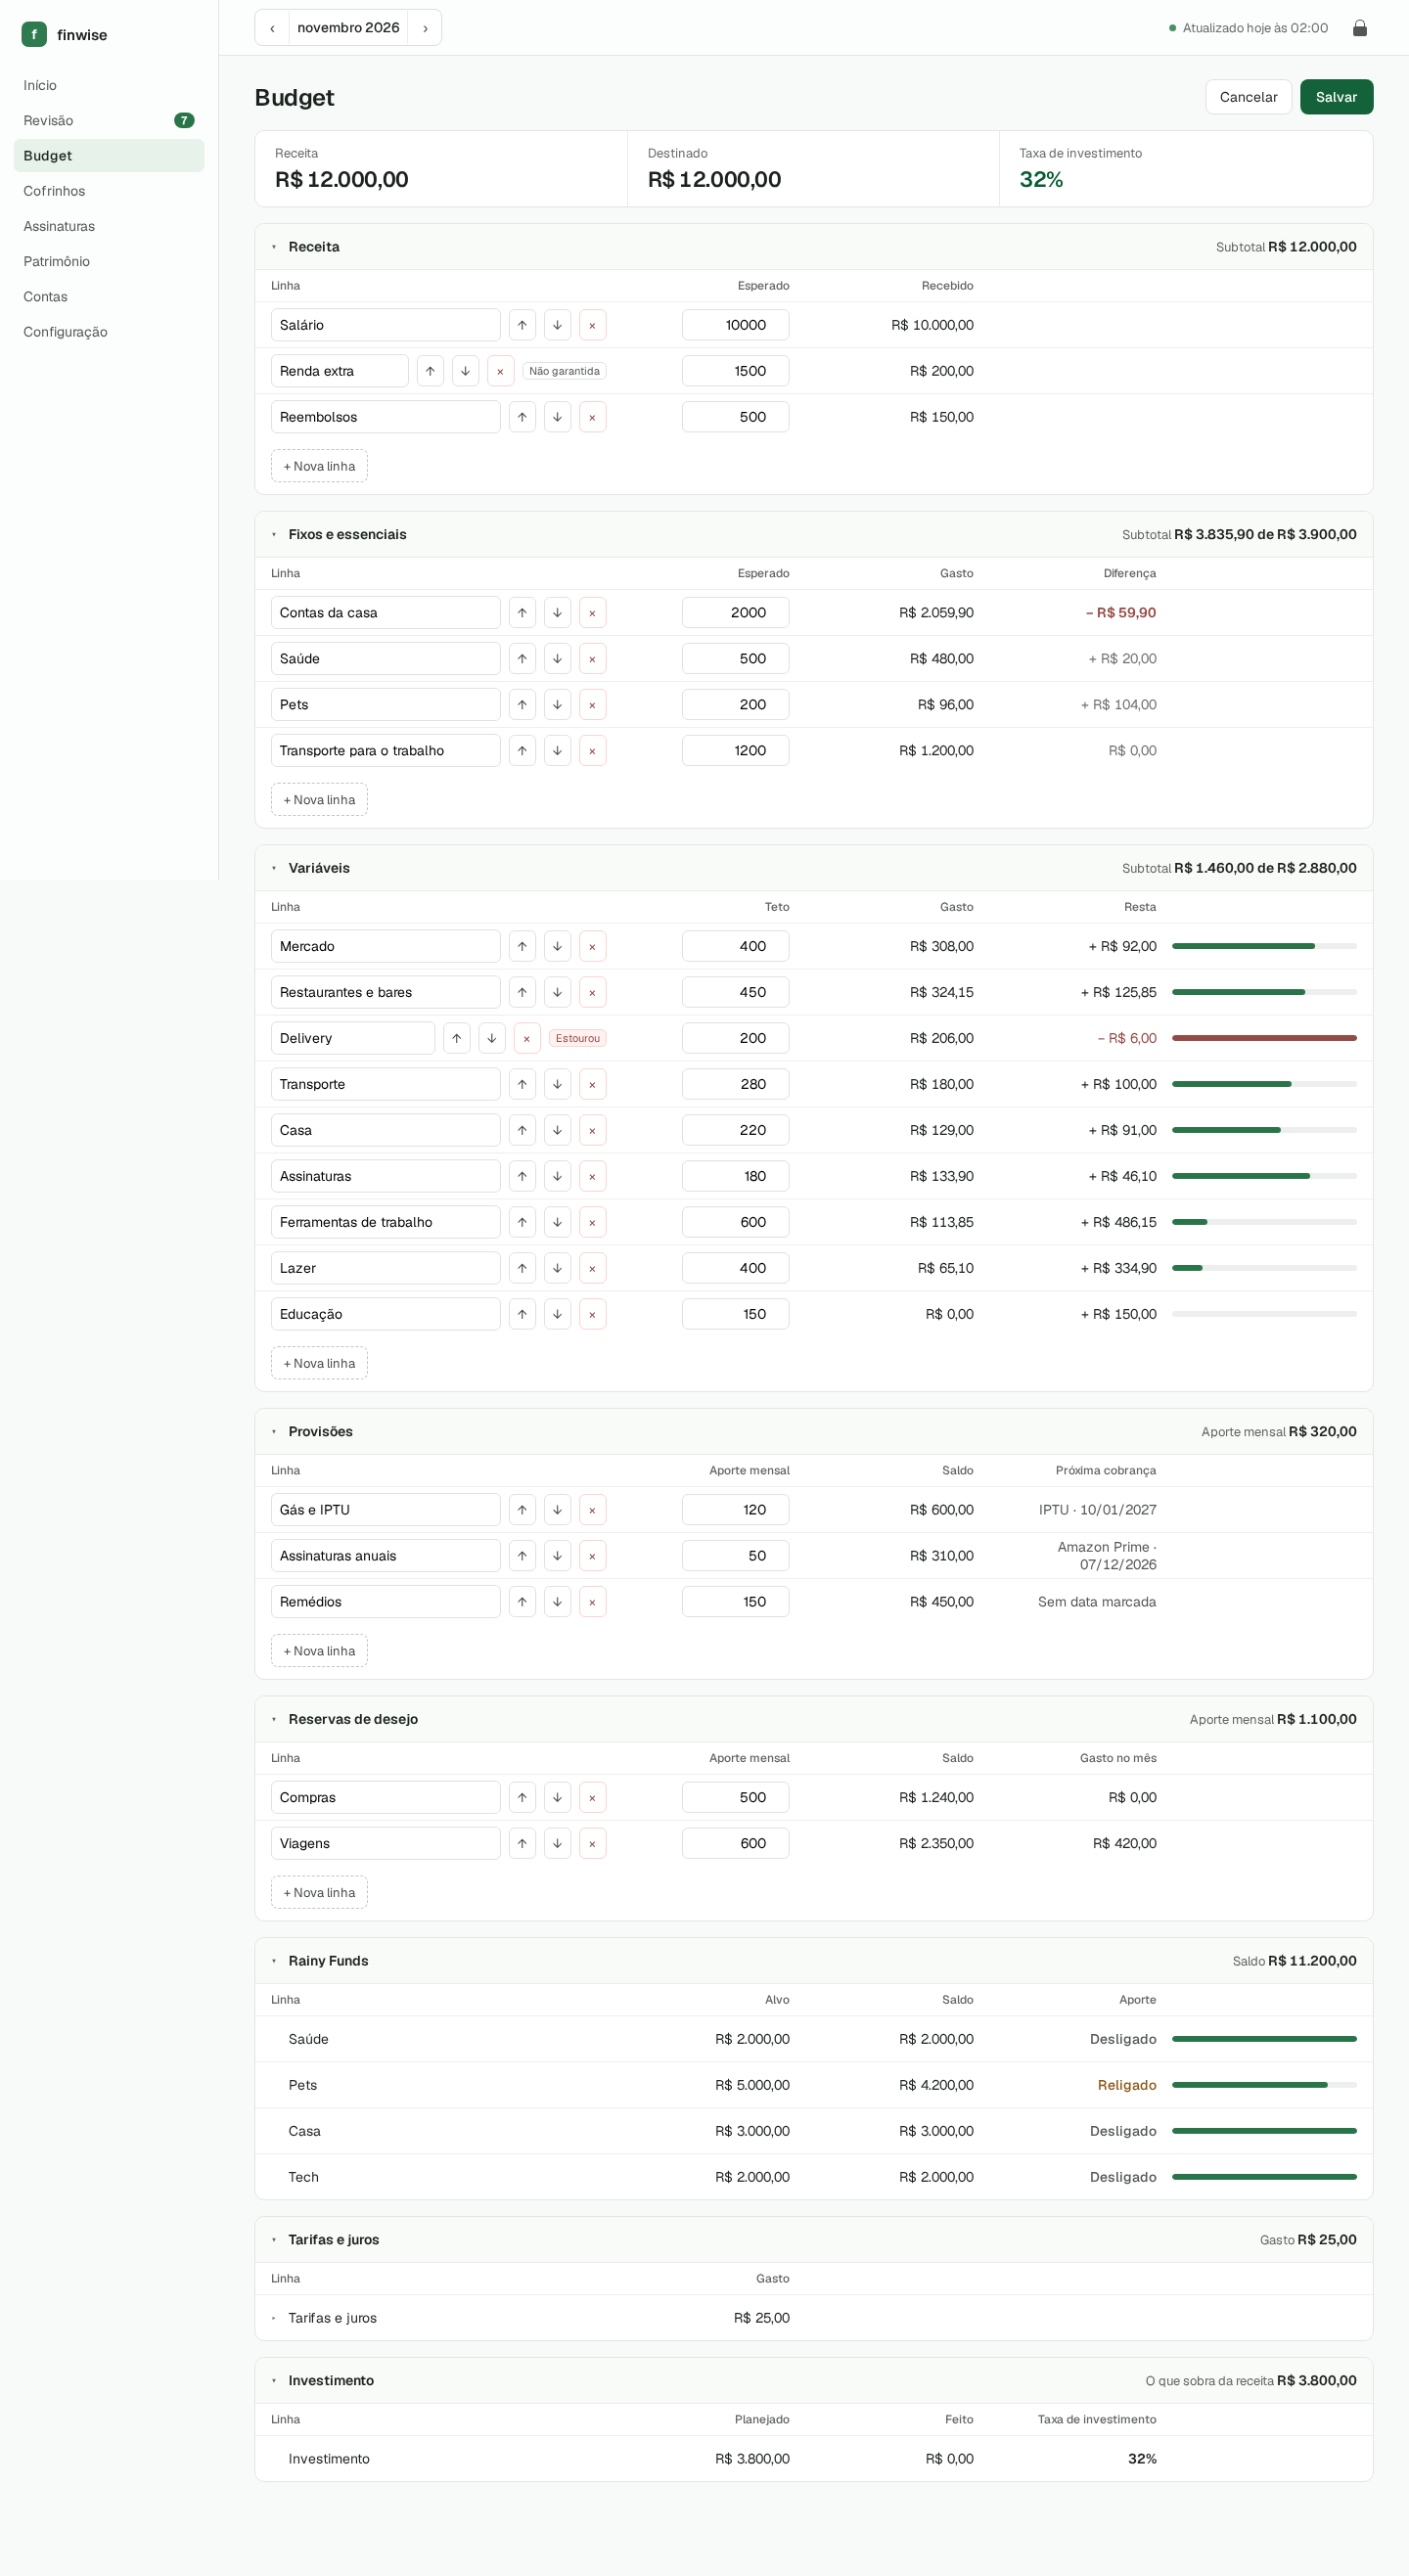 f finwise
‹ novembro 2026 ›
Atualizado hoje às 02:00
Início
Revisão 7
Budget
Cofrinhos
Assinaturas
Patrimônio
Contas
Configuração
Budget
Cancelar Salvar
Receita Destinado Taxa de investimento
R$ 12.000,00 R$ 12.000,00 32%
Receita Subtotal R$ 12.000,00
Linha Esperado Recebido
Salário ↑ ↓ × 10000 R$ 10.000,00
Renda extra ↑ ↓ × Não garantida 1500 R$ 200,00
Reembolsos ↑ ↓ × 500 R$ 150,00
+ Nova linha
Fixos e essenciais Subtotal R$ 3.835,90 de R$ 3.900,00
Linha Esperado Gasto Diferença
Contas da casa ↑ ↓ × 2000 R$ 2.059,90 − R$ 59,90
Saúde ↑ ↓ × 500 R$ 480,00 + R$ 20,00
Pets ↑ ↓ × 200 R$ 96,00 + R$ 104,00
Transporte para o trabalho ↑ ↓ × 1200 R$ 1.200,00 R$ 0,00
+ Nova linha
Variáveis Subtotal R$ 1.460,00 de R$ 2.880,00
Linha Teto Gasto Resta
Mercado ↑ ↓ × 400 R$ 308,00 + R$ 92,00
Restaurantes e bares ↑ ↓ × 450 R$ 324,15 + R$ 125,85
Delivery ↑ ↓ × Estourou 200 R$ 206,00 − R$ 6,00
Transporte ↑ ↓ × 280 R$ 180,00 + R$ 100,00
Casa ↑ ↓ × 220 R$ 129,00 + R$ 91,00
Assinaturas ↑ ↓ × 180 R$ 133,90 + R$ 46,10
Ferramentas de trabalho ↑ ↓ × 600 R$ 113,85 + R$ 486,15
Lazer ↑ ↓ × 400 R$ 65,10 + R$ 334,90
Educação ↑ ↓ × 150 R$ 0,00 + R$ 150,00
+ Nova linha
Provisões Aporte mensal R$ 320,00
Linha Aporte mensal Saldo Próxima cobrança
Gás e IPTU ↑ ↓ × 120 R$ 600,00 IPTU · 10/01/2027
Assinaturas anuais ↑ ↓ × 50 R$ 310,00 Amazon Prime ·
07/12/2026
Remédios ↑ ↓ × 150 R$ 450,00 Sem data marcada
+ Nova linha
Reservas de desejo Aporte mensal R$ 1.100,00
Linha Aporte mensal Saldo Gasto no mês
Compras ↑ ↓ × 500 R$ 1.240,00 R$ 0,00
Viagens ↑ ↓ × 600 R$ 2.350,00 R$ 420,00
+ Nova linha
Rainy Funds Saldo R$ 11.200,00
Linha Alvo Saldo Aporte
Saúde R$ 2.000,00 R$ 2.000,00 Desligado
Pets R$ 5.000,00 R$ 4.200,00 Religado
Casa R$ 3.000,00 R$ 3.000,00 Desligado
Tech R$ 2.000,00 R$ 2.000,00 Desligado
Tarifas e juros Gasto R$ 25,00
Linha Gasto
Tarifas e juros R$ 25,00
Investimento O que sobra da receita R$ 3.800,00
Linha Planejado Feito Taxa de investimento
Investimento R$ 3.800,00 R$ 0,00 32%